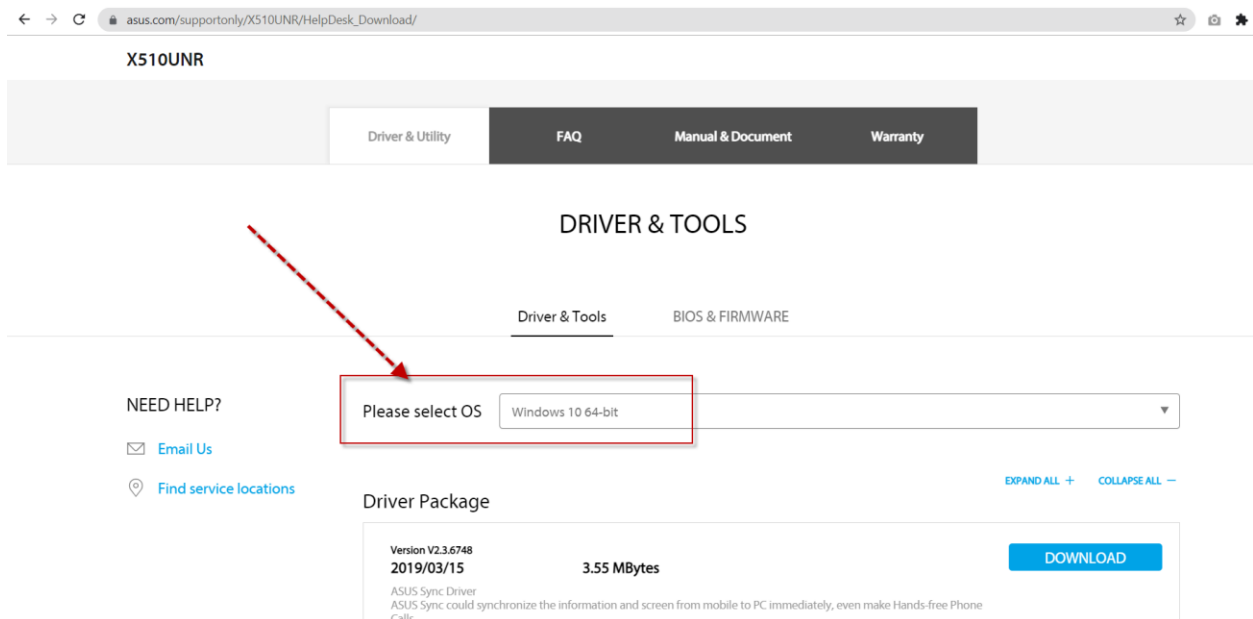 asus.com/supportonly/X510UNR/HelpDesk_Download/
X510UNR
Driver & Utility
FAQ
Manual & Document
Warranty
DRIVER & TOOLS
Driver & Tools
BIOS & FIRMWARE
NEED HELP?
Email Us
Find service locations
Please select OS
Windows 10 64-bit
EXPAND ALL +
COLLAPSE ALL −
Driver Package
Version V2.3.6748
2019/03/15
3.55 MBytes
DOWNLOAD
ASUS Sync Driver
ASUS Sync could synchronize the information and screen from mobile to PC immediately, even make Hands-free Phone
Calls